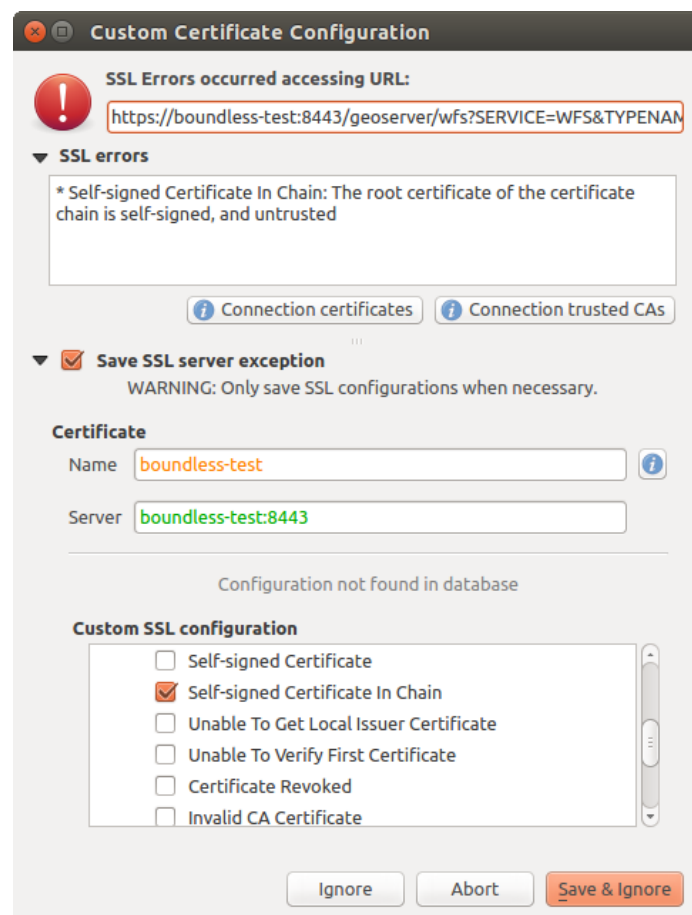 Custom Certificate Configuration
SSL Errors occurred accessing URL:
https://boundless-test:8443/geoserver/wfs?SERVICE=WFS&TYPENAM
SSL errors
* Self-signed Certificate In Chain: The root certificate of the certificate
chain is self-signed, and untrusted
Connection certificates
Connection trusted CAs
Save SSL server exception
WARNING: Only save SSL configurations when necessary.
Certificate
Name boundless-test
Server boundless-test:8443
Configuration not found in database
Custom SSL configuration
Self-signed Certificate
Self-signed Certificate In Chain
Unable To Get Local Issuer Certificate
Unable To Verify First Certificate
Certificate Revoked
Invalid CA Certificate
Ignore Abort Save & Ignore